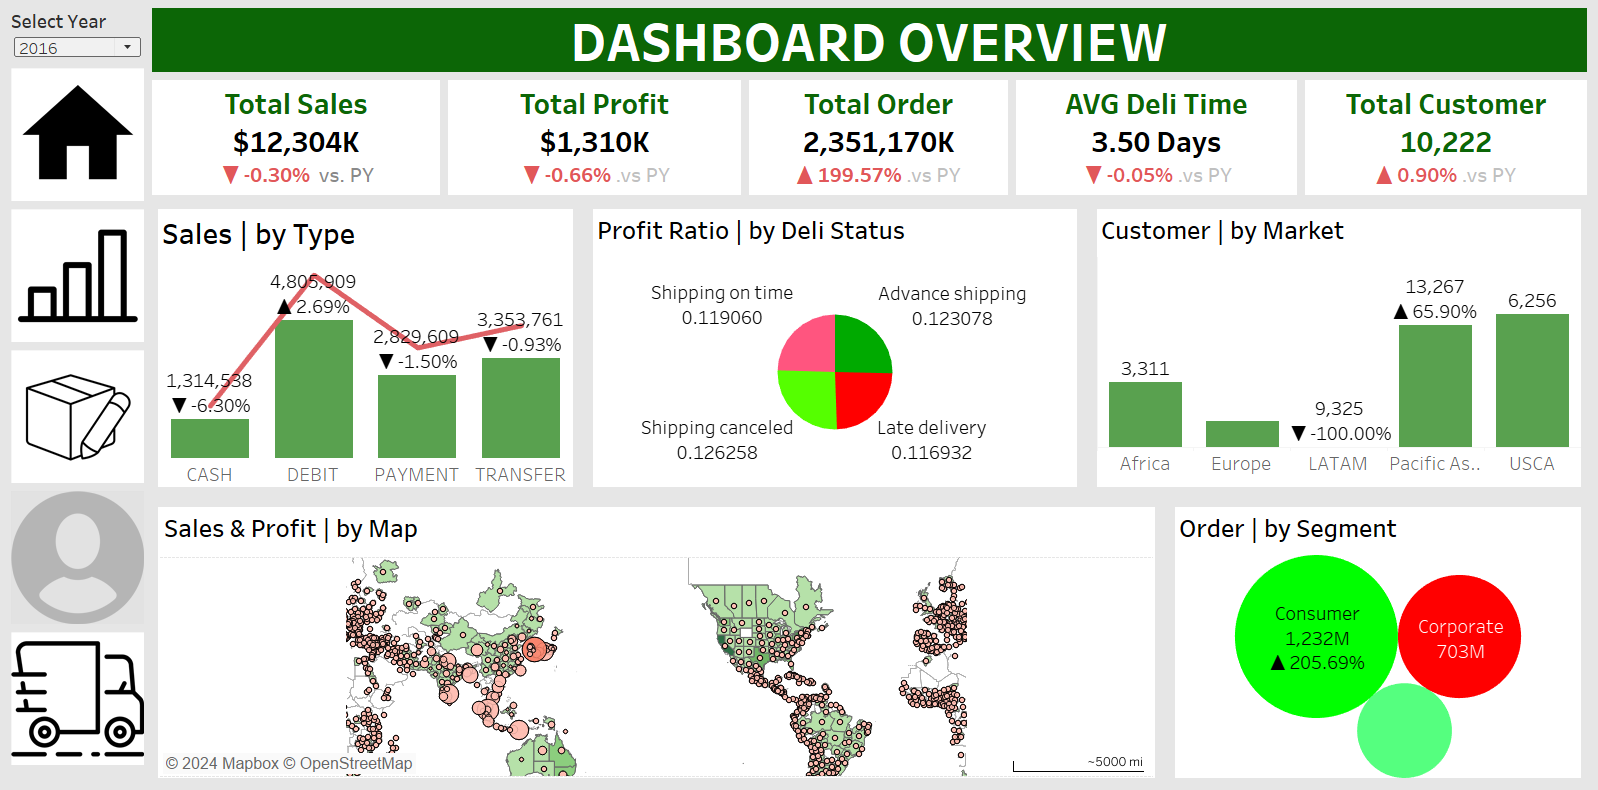 Select Year
2016
DASHBOARD OVERVIEW
Total Sales
$12,304K
▼ -0.30% vs. PY
Total Profit
$1,310K
▼ -0.66% .vs PY
Total Order
2,351,170K
▲ 199.57% .vs PY
AVG Deli Time
3.50 Days
▼ -0.05% .vs PY
Total Customer
10,222
▲ 0.90% .vs PY
Sales | by Type
1,314,538
▼ -6.30%
4,805,909
▲ 2.69%
2,829,609
▼ -1.50%
3,353,761
▼ -0.93%
CASH
DEBIT
PAYMENT
TRANSFER
Profit Ratio | by Deli Status
Shipping on time
0.119060
Advance shipping
0.123078
Shipping canceled
0.126258
Late delivery
0.116932
Customer | by Market
3,311
9,325
▼ -100.00%
13,267
▲ 65.90%
6,256
Africa
Europe
LATAM
Pacific As..
USCA
Sales & Profit | by Map
© 2024 Mapbox © OpenStreetMap
~5000 mi
Order | by Segment
Consumer
1,232M
▲ 205.69%
Corporate
703M